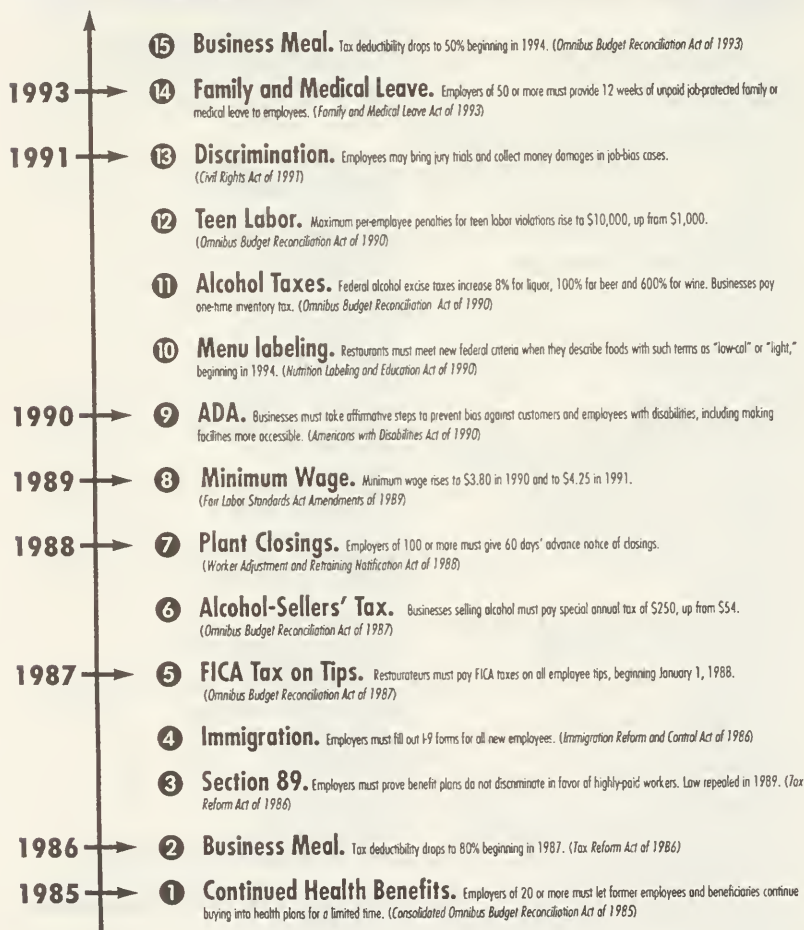 15 Business Meal. Tax deductibility drops to 50% beginning in 1994. (Omnibus Budget Reconciliation Act of 1993)
1993 14 Family and Medical Leave. Employers of 50 or more must provide 12 weeks of unpaid job-protected family or
medical leave to employees. (Family and Medical Leave Act of 1993)
1991 13 Discrimination. Employees may bring jury trials and collect money damages in job-bias cases.
(Civil Rights Act of 1991)
12 Teen Labor. Maximum per-employee penalties for teen labor violations rise to $10,000, up from $1,000.
(Omnibus Budget Reconciliation Act of 1990)
11 Alcohol Taxes. Federal alcohol excise taxes increase 8% for liquor, 100% for beer and 600% for wine. Businesses pay
one-time inventory tax. (Omnibus Budget Reconciliation Act of 1990)
10 Menu labeling. Restaurants must meet new federal criteria when they describe foods with such terms as "low-cal" or "light,"
beginning in 1994. (Nutrition Labeling and Education Act of 1990)
1990 9 ADA. Businesses must take affirmative steps to prevent bias against customers and employees with disabilities, including making
facilities more accessible. (Americans with Disabilities Act of 1990)
1989 8 Minimum Wage. Minimum wage rises to $3.80 in 1990 and to $4.25 in 1991.
(Fair Labor Standards Act Amendments of 1989)
1988 7 Plant Closings. Employers of 100 or more must give 60 days' advance notice of closings.
(Worker Adjustment and Retraining Notification Act of 1988)
6 Alcohol-Sellers' Tax. Businesses selling alcohol must pay special annual tax of $250, up from $54.
(Omnibus Budget Reconciliation Act of 1987)
1987 5 FICA Tax on Tips. Restaurateurs must pay FICA taxes on all employee tips, beginning January 1, 1988.
(Omnibus Budget Reconciliation Act of 1987)
4 Immigration. Employers must fill out I-9 forms for all new employees. (Immigration Reform and Control Act of 1986)
3 Section 89. Employers must prove benefit plans do not discriminate in favor of highly-paid workers. Law repealed in 1989. (Tax
Reform Act of 1986)
1986 2 Business Meal. Tax deductibility drops to 80% beginning in 1987. (Tax Reform Act of 1986)
1985 1 Continued Health Benefits. Employers of 20 or more must let former employees and beneficiaries continue
buying into health plans for a limited time. (Consolidated Omnibus Budget Reconciliation Act of 1985)